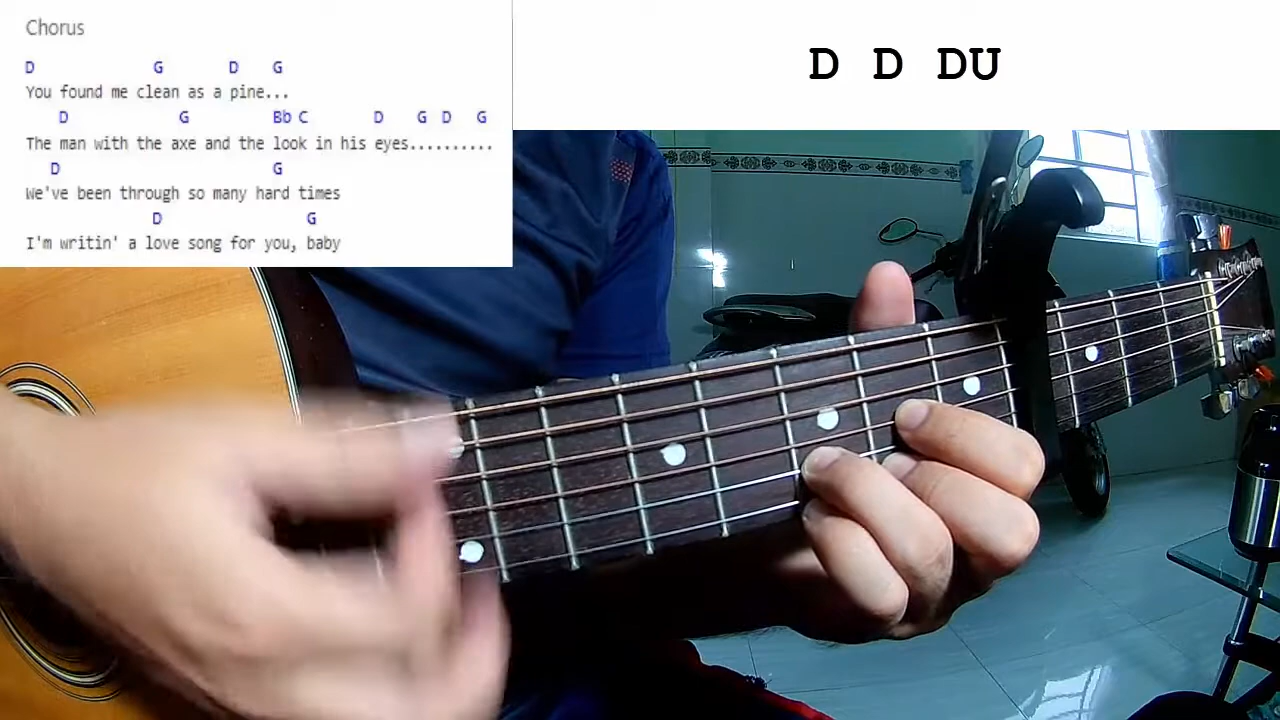 Chorus
D G D G
You found me clean as a pine...
D G Bb C D G D G
The man with the axe and the look in his eyes..........
D G
We've been through so many hard times
D G
I'm writin' a love song for you, baby
D D DU